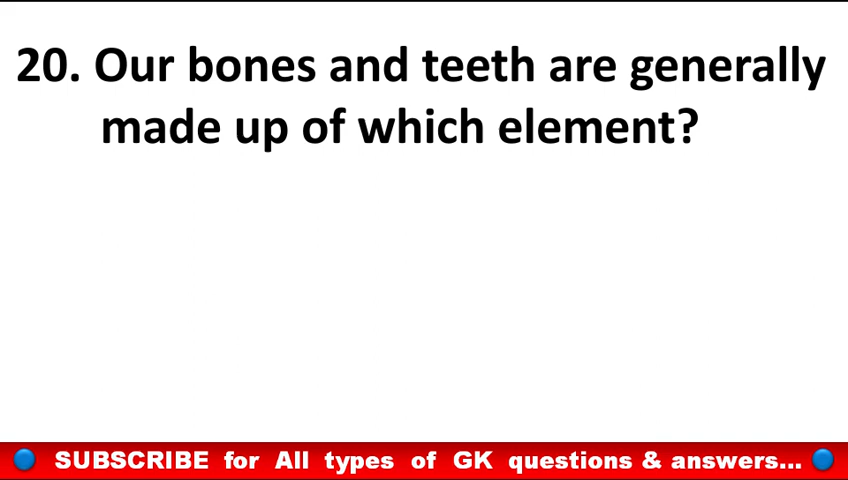 20. Our bones and teeth are generally
made up of which element?
SUBSCRIBE for All types of GK questions & answers...